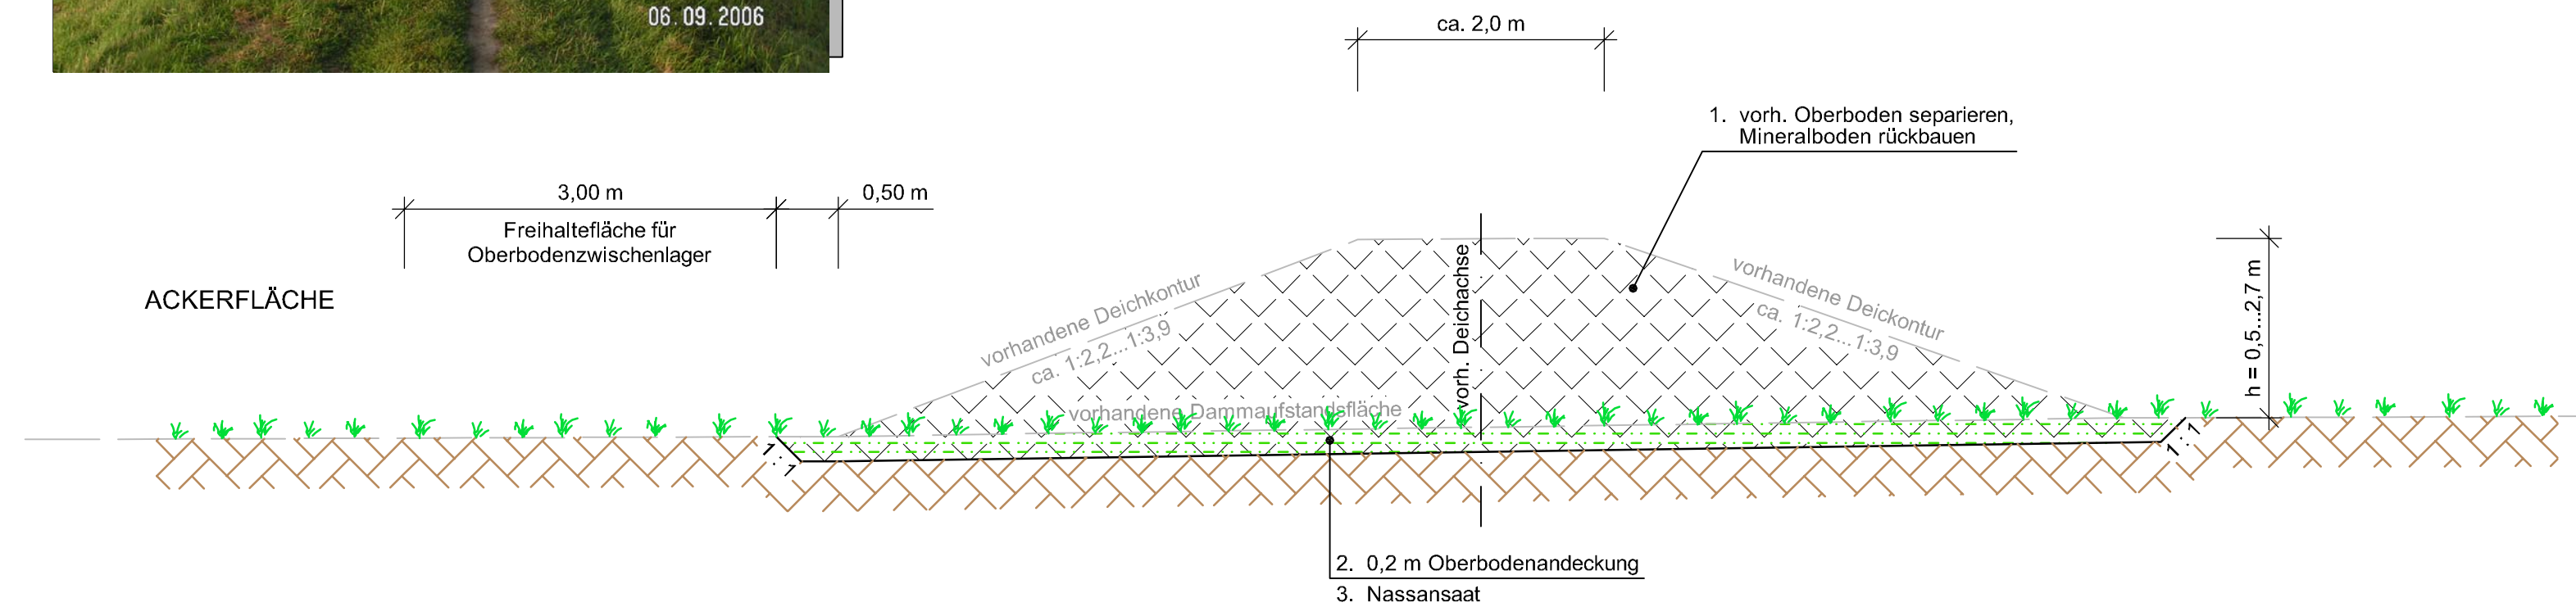 06.09.2006
ca. 2,0 m
1. vorh. Oberboden separieren,
Mineralboden rückbauen
3,00 m
0,50 m
Freihaltefläche für
Oberbodenzwischenlager
ACKERFLÄCHE
vorhandene Deichkontur
ca. 1:2,2...1:3,9
vorh. Deichachse
vorhandene Deickontur
ca. 1:2,2...1:3,9
h = 0,5...2,7 m
vorhandene Dammaufstandsfläche
1:1
1:1
2. 0,2 m Oberbodenandeckung
3. Nassansaat